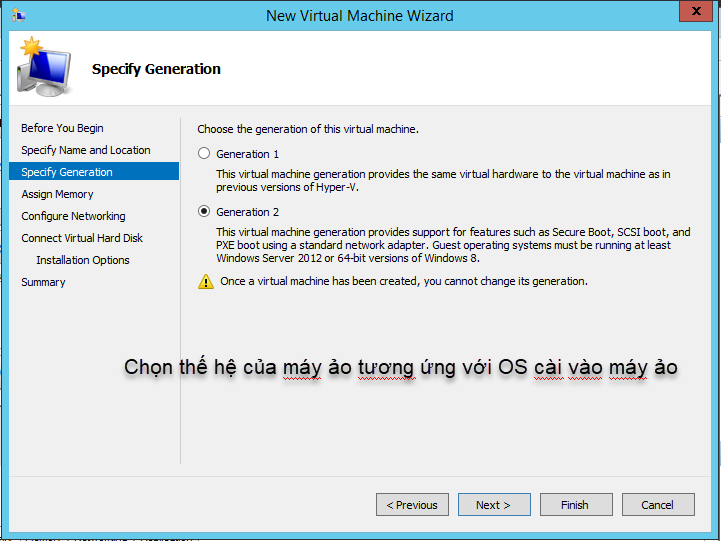 New Virtual Machine Wizard
x
Specify Generation
Before You Begin
Specify Name and Location
Specify Generation
Assign Memory
Configure Networking
Connect Virtual Hard Disk
Installation Options
Summary
Choose the generation of this virtual machine.
Generation 1
This virtual machine generation provides the same virtual hardware to the virtual machine as in
previous versions of Hyper-V.
Generation 2
This virtual machine generation provides support for features such as Secure Boot, SCSI boot, and
PXE boot using a standard network adapter. Guest operating systems must be running at least
Windows Server 2012 or 64-bit versions of Windows 8.
Once a virtual machine has been created, you cannot change its generation.
Chọn thế hệ của máy ảo tương ứng với OS cài vào máy ảo
< Previous
Next >
Finish
Cancel